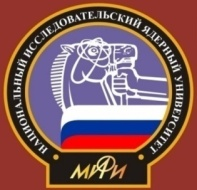 НАЦИОНАЛЬНЫЙ ИССЛЕДОВАТЕЛЬСКИЙ ЯДЕРНЫЙ УНИВЕРСИТЕТ
МИФИ